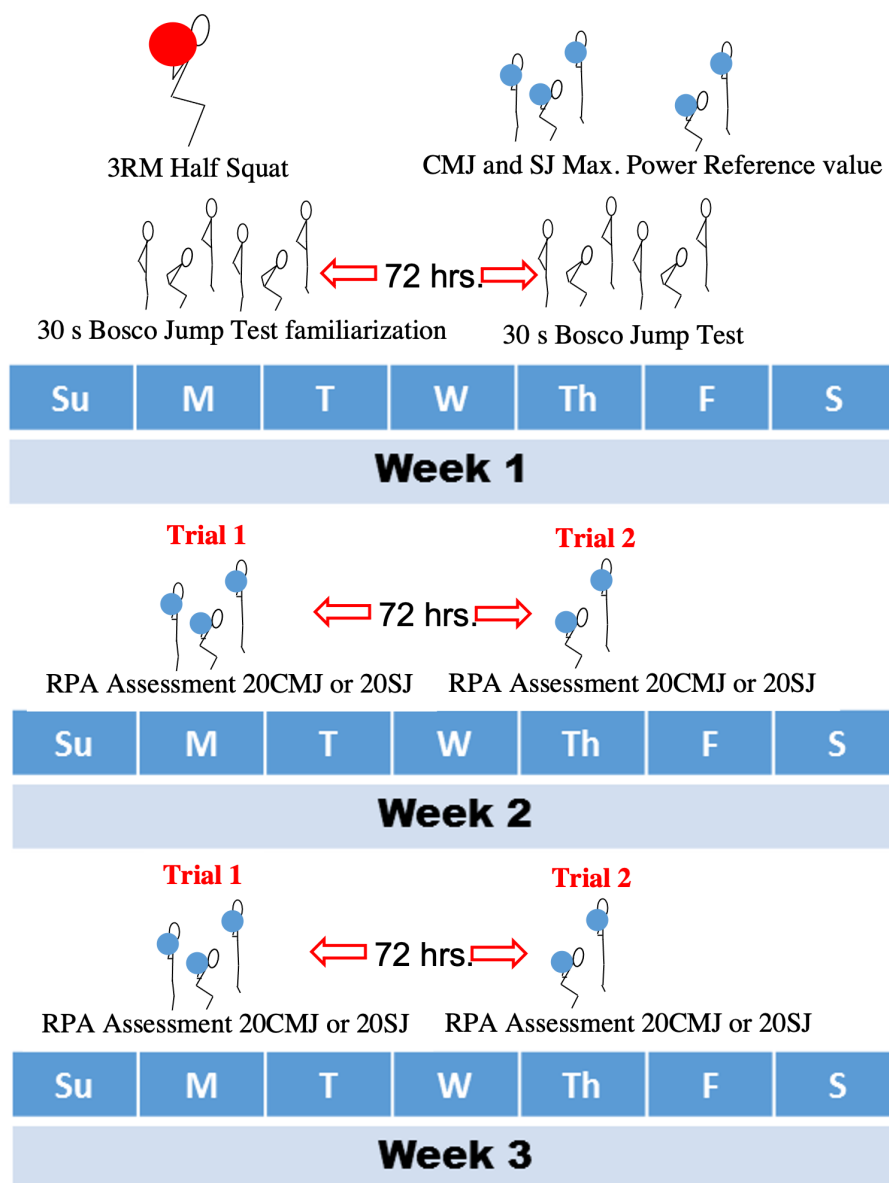 3RM Half Squat
CMJ and SJ Max. Power Reference value
72 hrs.
30 s Bosco Jump Test familiarization
30 s Bosco Jump Test
Su M T W Th F S
Week 1
Trial 1
Trial 2
72 hrs.
RPA Assessment 20CMJ or 20SJ
RPA Assessment 20CMJ or 20SJ
Su M T W Th F S
Week 2
Trial 1
Trial 2
72 hrs.
RPA Assessment 20CMJ or 20SJ
RPA Assessment 20CMJ or 20SJ
Su M T W Th F S
Week 3